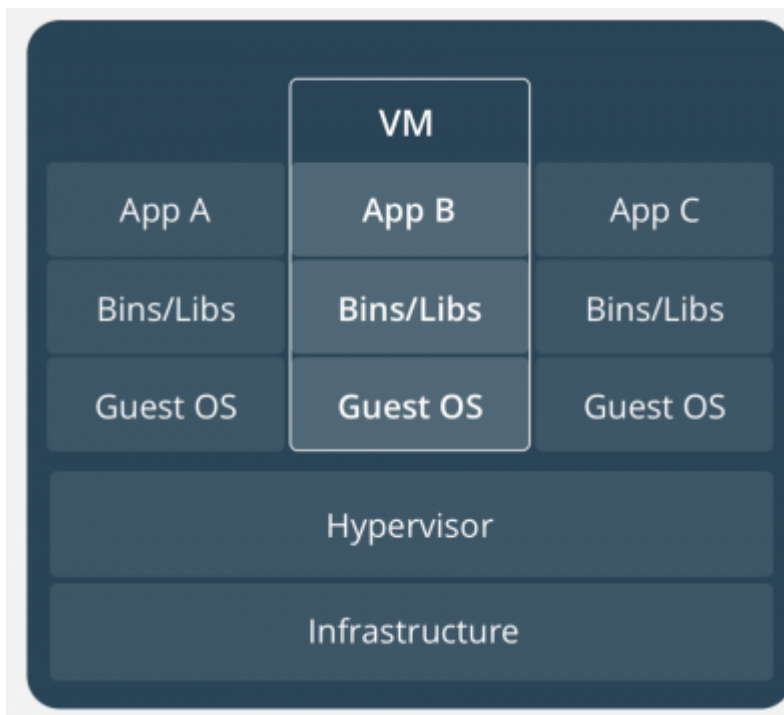 VM
App A App B App C
Bins/Libs Bins/Libs Bins/Libs
Guest OS Guest OS Guest OS
Hypervisor
Infrastructure